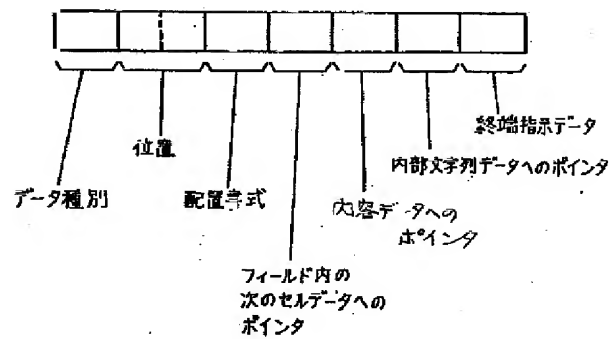 終端指示データ
位置
内部文字列データへのポインタ
データ種別
配置書式
内容データへの
ポインタ
フィールド内の
次のセルデータへの
ポインタ